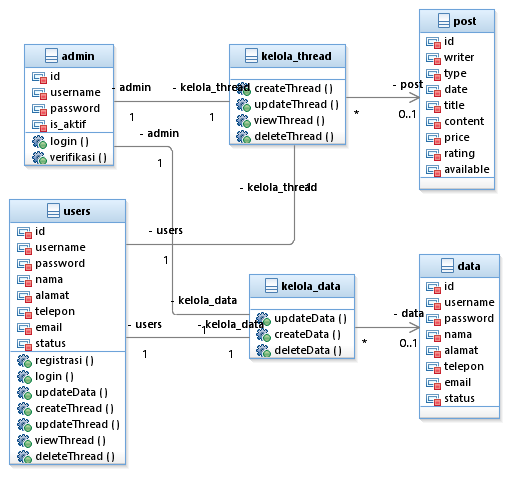 admin
id
username
password
is_aktif
login ()
verifikasi ()
kelola_thread
createThread ()
updateThread ()
viewThread ()
deleteThread ()
post
id
writer
type
date
title
content
price
rating
available
- admin
- kelola_thread
1
1
- post
*
0..1
- admin
1
- kelola_thread
- users
1
users
id
username
password
nama
alamat
telepon
email
status
registrasi ()
login ()
updateData ()
createThread ()
updateThread ()
viewThread ()
deleteThread ()
- kelola_data
- users
- kelola_data
1
1
1
kelola_data
updateData ()
createData ()
deleteData ()
- data
*
0..1
data
id
username
password
nama
alamat
telepon
email
status